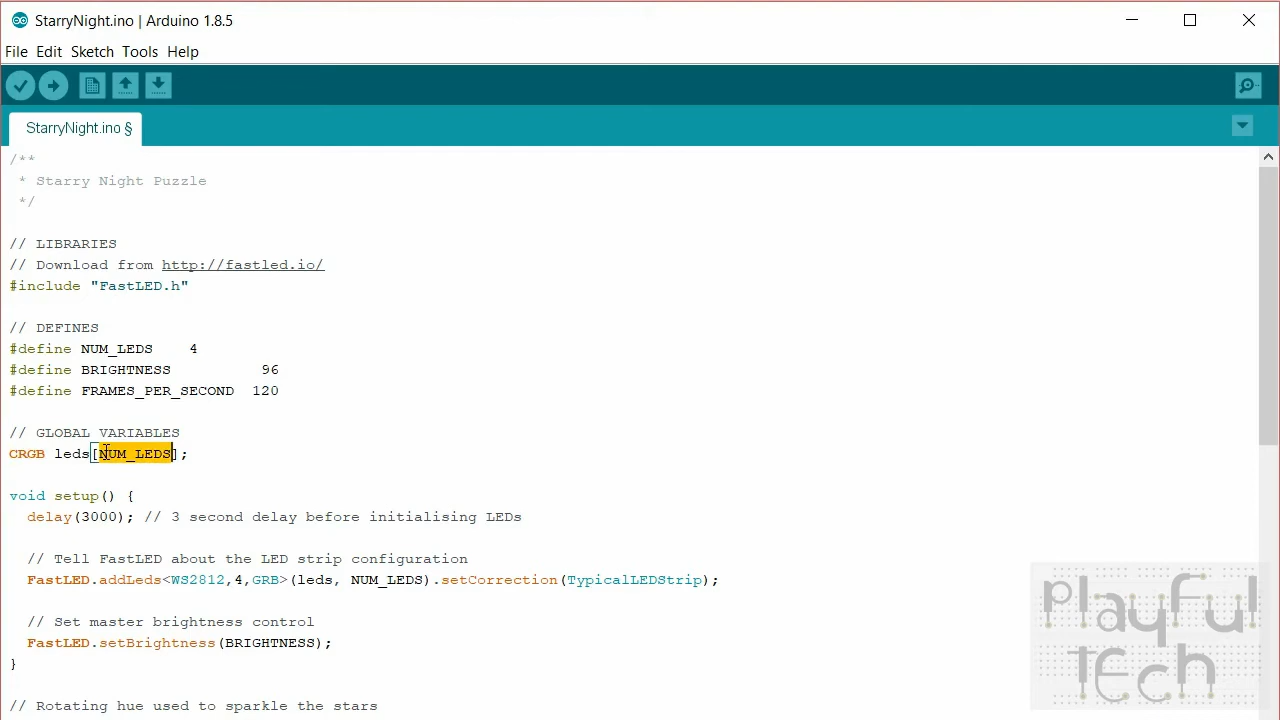 StarryNight.ino | Arduino 1.8.5
File Edit Sketch Tools Help
StarryNight.ino §
/**
 * Starry Night Puzzle
 */
// LIBRARIES
// Download from http://fastled.io/
#include "FastLED.h"
// DEFINES
#define NUM_LEDS    4
#define BRIGHTNESS          96
#define FRAMES_PER_SECOND  120
// GLOBAL VARIABLES
CRGB leds[NUM_LEDS];
void setup() {
  delay(3000); // 3 second delay before initialising LEDs
  // Tell FastLED about the LED strip configuration
  FastLED.addLeds<WS2812,4,GRB>(leds, NUM_LEDS).setCorrection(TypicalLEDStrip);
  // Set master brightness control
  FastLED.setBrightness(BRIGHTNESS);
}
// Rotating hue used to sparkle the stars
playful
tech